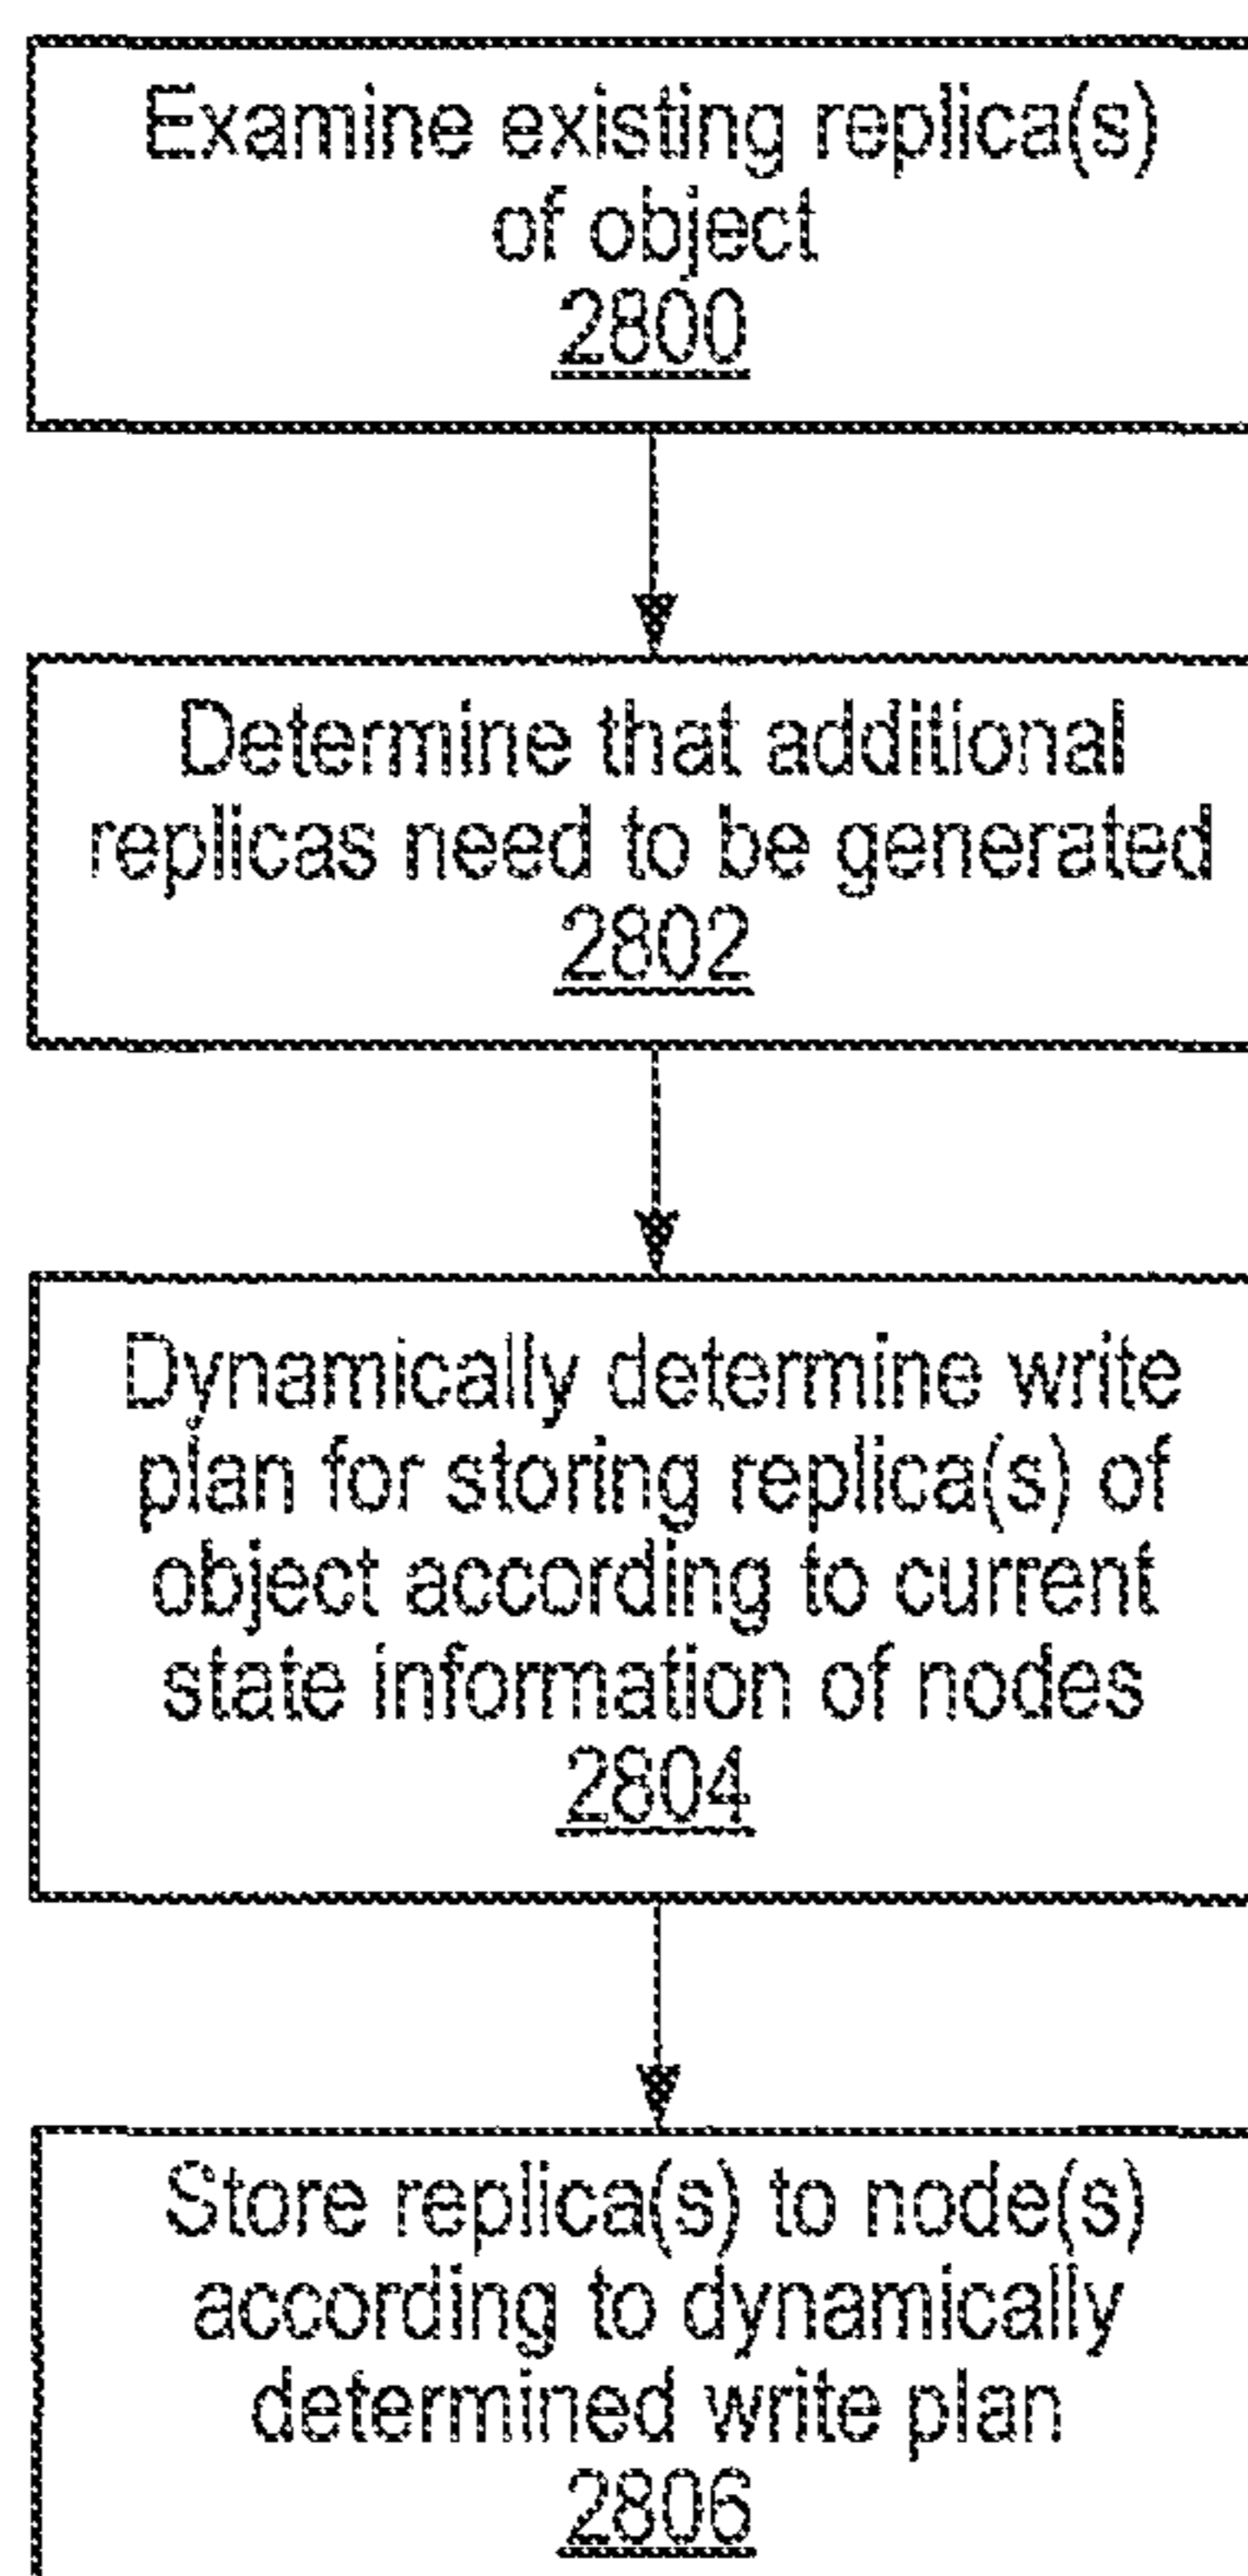 Examine existing replica(s)
of object
2800
Determine that additional
replicas need to be generated
2802
Dynamically determine write
plan for storing replica(s) of
object according to current
state information of nodes
2804
Store replica(s) to node(s)
according to dynamically
determined write plan
2806